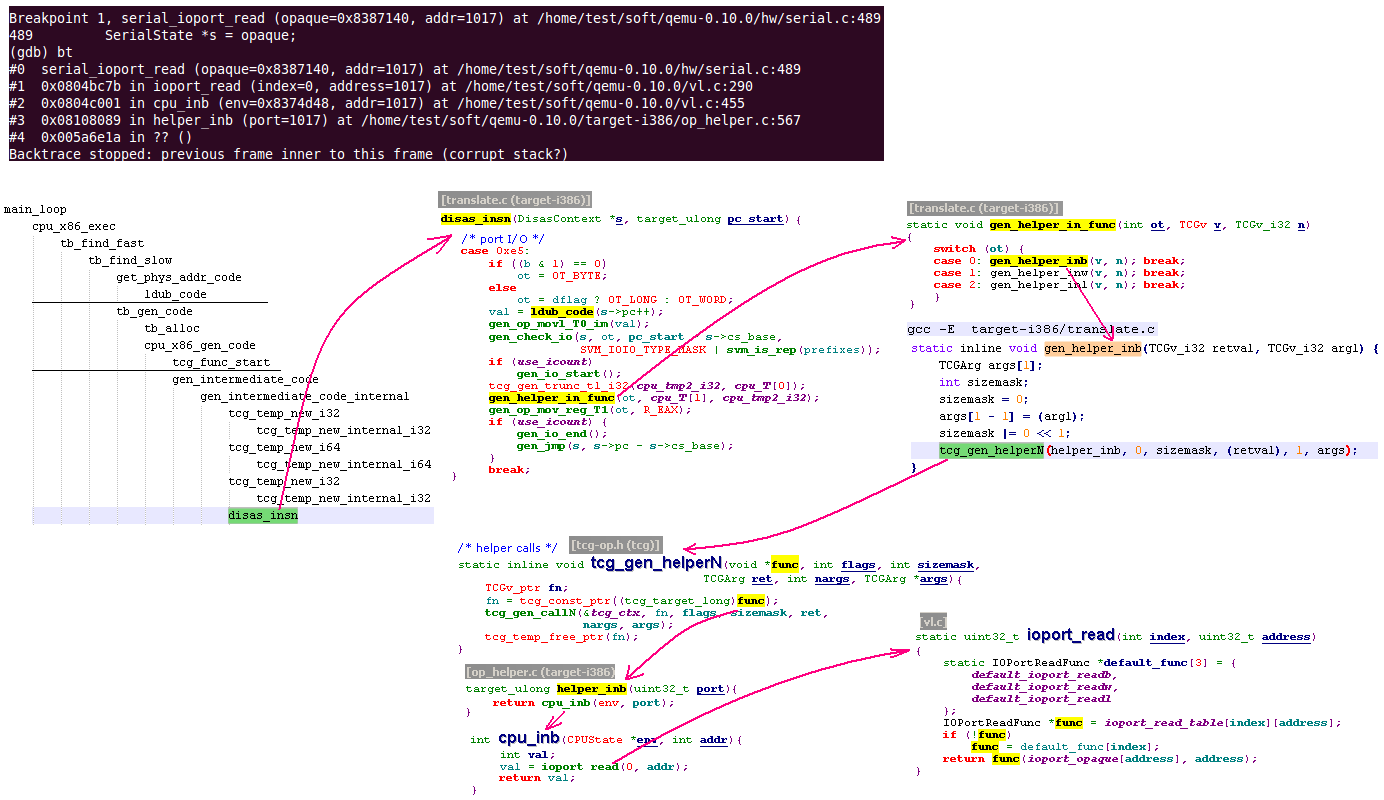 Breakpoint 1, serial_ioport_read (opaque=0x8387140, addr=1017) at /home/test/soft/qemu-0.10.0/hw/serial.c:489
489         SerialState *s = opaque;
(gdb) bt
#0  serial_ioport_read (opaque=0x8387140, addr=1017) at /home/test/soft/qemu-0.10.0/hw/serial.c:489
#1  0x0804bc7b in ioport_read (index=0, address=1017) at /home/test/soft/qemu-0.10.0/vl.c:290
#2  0x0804c001 in cpu_inb (env=0x8374d48, addr=1017) at /home/test/soft/qemu-0.10.0/vl.c:455
#3  0x08108089 in helper_inb (port=1017) at /home/test/soft/qemu-0.10.0/target-i386/op_helper.c:567
#4  0x005a6e1a in ?? ()
Backtrace stopped: previous frame inner to this frame (corrupt stack?)
main_loop
cpu_x86_exec
tb_find_fast
tb_find_slow
get_phys_addr_code
ldub_code
tb_gen_code
tb_alloc
cpu_x86_gen_code
tcg_func_start
gen_intermediate_code
gen_intermediate_code_internal
tcg_temp_new_i32
tcg_temp_new_internal_i32
tcg_temp_new_i64
tcg_temp_new_internal_i64
tcg_temp_new_i32
tcg_temp_new_internal_i32
disas_insn
[translate.c (target-i386)]
disas_insn(DisasContext *s, target_ulong pc_start) {
/* port I/O */
case 0xe5:
if ((b & 1) == 0)
ot = OT_BYTE;
else
ot = dflag ? OT_LONG : OT_WORD;
val = ldub_code(s->pc++);
gen_op_movl_T0_im(val);
gen_check_io(s, ot, pc_start - s->cs_base,
SVM_IOIO_TYPE_MASK | svm_is_rep(prefixes));
if (use_icount)
gen_io_start();
tcg_gen_trunc_tl_i32(cpu_tmp2_i32, cpu_T[0]);
gen_helper_in_func(ot, cpu_T[1], cpu_tmp2_i32);
gen_op_mov_reg_T1(ot, R_EAX);
if (use_icount) {
gen_io_end();
gen_jmp(s, s->pc - s->cs_base);
}
break;
}
[translate.c (target-i386)]
static void gen_helper_in_func(int ot, TCGv v, TCGv_i32 n)
{
switch (ot) {
case 0: gen_helper_inb(v, n); break;
case 1: gen_helper_inw(v, n); break;
case 2: gen_helper_inl(v, n); break;
}
}
gcc -E  target-i386/translate.c
static inline void gen_helper_inb(TCGv_i32 retval, TCGv_i32 arg1) {
TCGArg args[1];
int sizemask;
sizemask = 0;
args[1 - 1] = (arg1);
sizemask |= 0 << 1;
tcg_gen_helperN(helper_inb, 0, sizemask, (retval), 1, args);
}
/* helper calls */ [tcg-op.h (tcg)]
static inline void tcg_gen_helperN(void *func, int flags, int sizemask,
TCGArg ret, int nargs, TCGArg *args){
TCGv_ptr fn;
fn = tcg_const_ptr((tcg_target_long)func);
tcg_gen_callN(&tcg_ctx, fn, flags, sizemask, ret,
nargs, args);
tcg_temp_free_ptr(fn);
}
[op_helper.c (target-i386)
target_ulong helper_inb(uint32_t port){
return cpu_inb(env, port);
}
int cpu_inb(CPUState *env, int addr){
int val;
val = ioport_read(0, addr);
return val;
}
[vl.c]
static uint32_t ioport_read(int index, uint32_t address)
{
static IOPortReadFunc *default_func[3] = {
default_ioport_readb,
default_ioport_readw,
default_ioport_readl
};
IOPortReadFunc *func = ioport_read_table[index][address];
if (!func)
func = default_func[index];
return func(ioport_opaque[address], address);
}